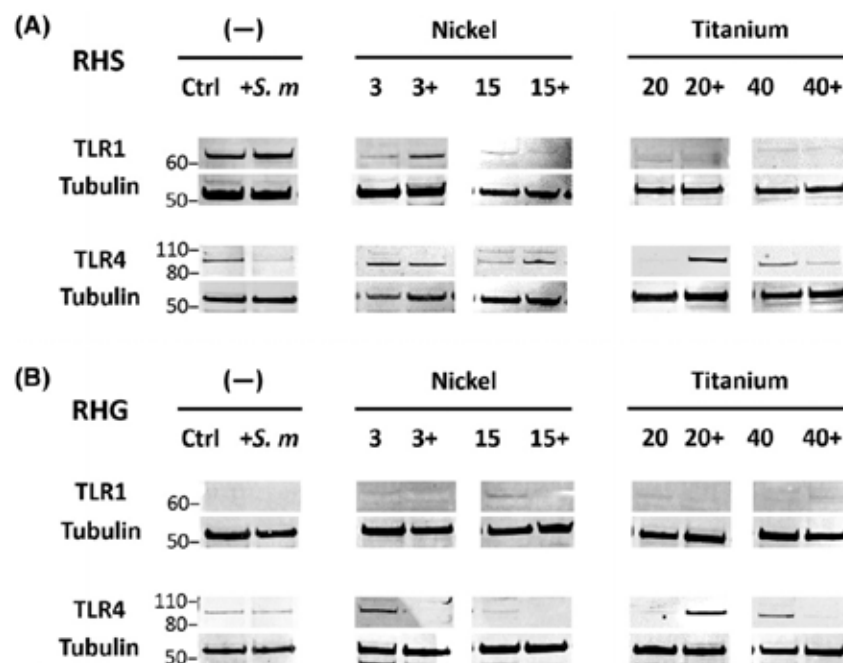 (A) (—) Nickel Titanium
RHS
Ctrl +S. m 3 3+ 15 15+ 20 20+ 40 40+
TLR1
60–
Tubulin
50–
TLR4 110–
80–
Tubulin
50–
(B) (—) Nickel Titanium
RHG
Ctrl +S. m 3 3+ 15 15+ 20 20+ 40 40+
TLR1
60–
Tubulin
50–
TLR4 110–
80–
Tubulin
50–